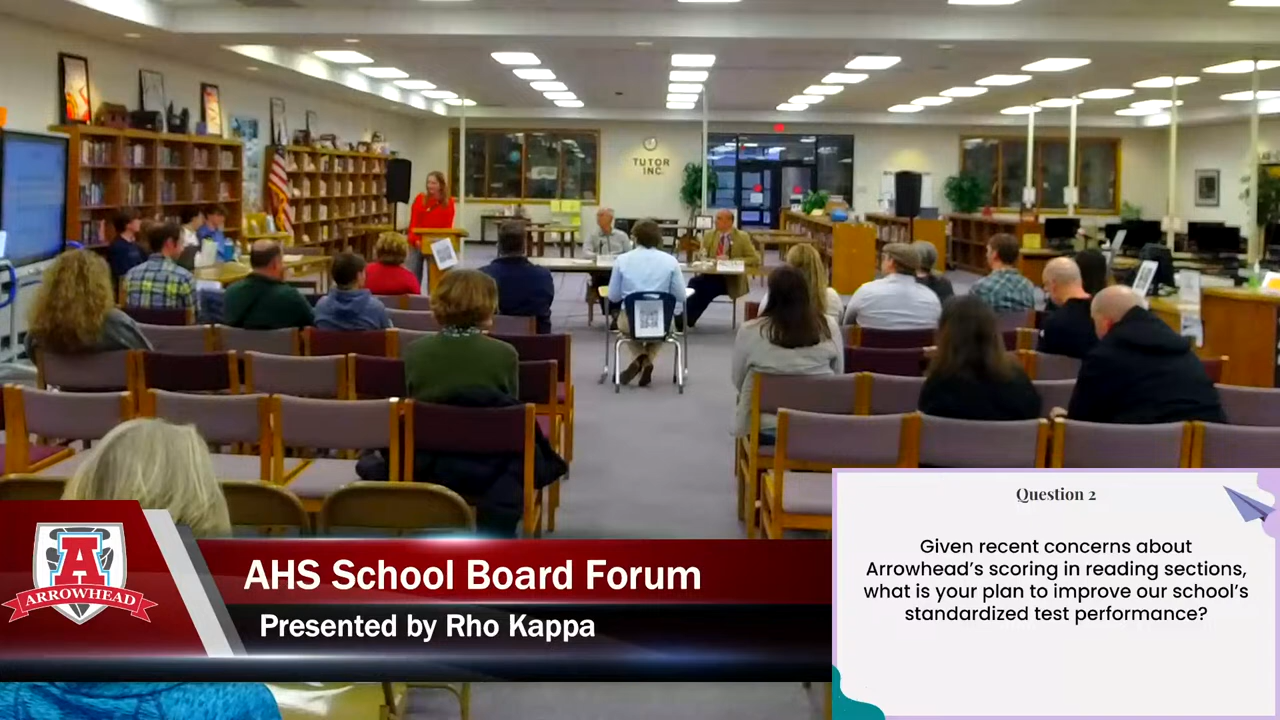 TUTOR
INC.
Question 2
Given recent concerns about
Arrowhead's scoring in reading sections,
what is your plan to improve our school's
standardized test performance?
A
ARROWHEAD
AHS School Board Forum
Presented by Rho Kappa